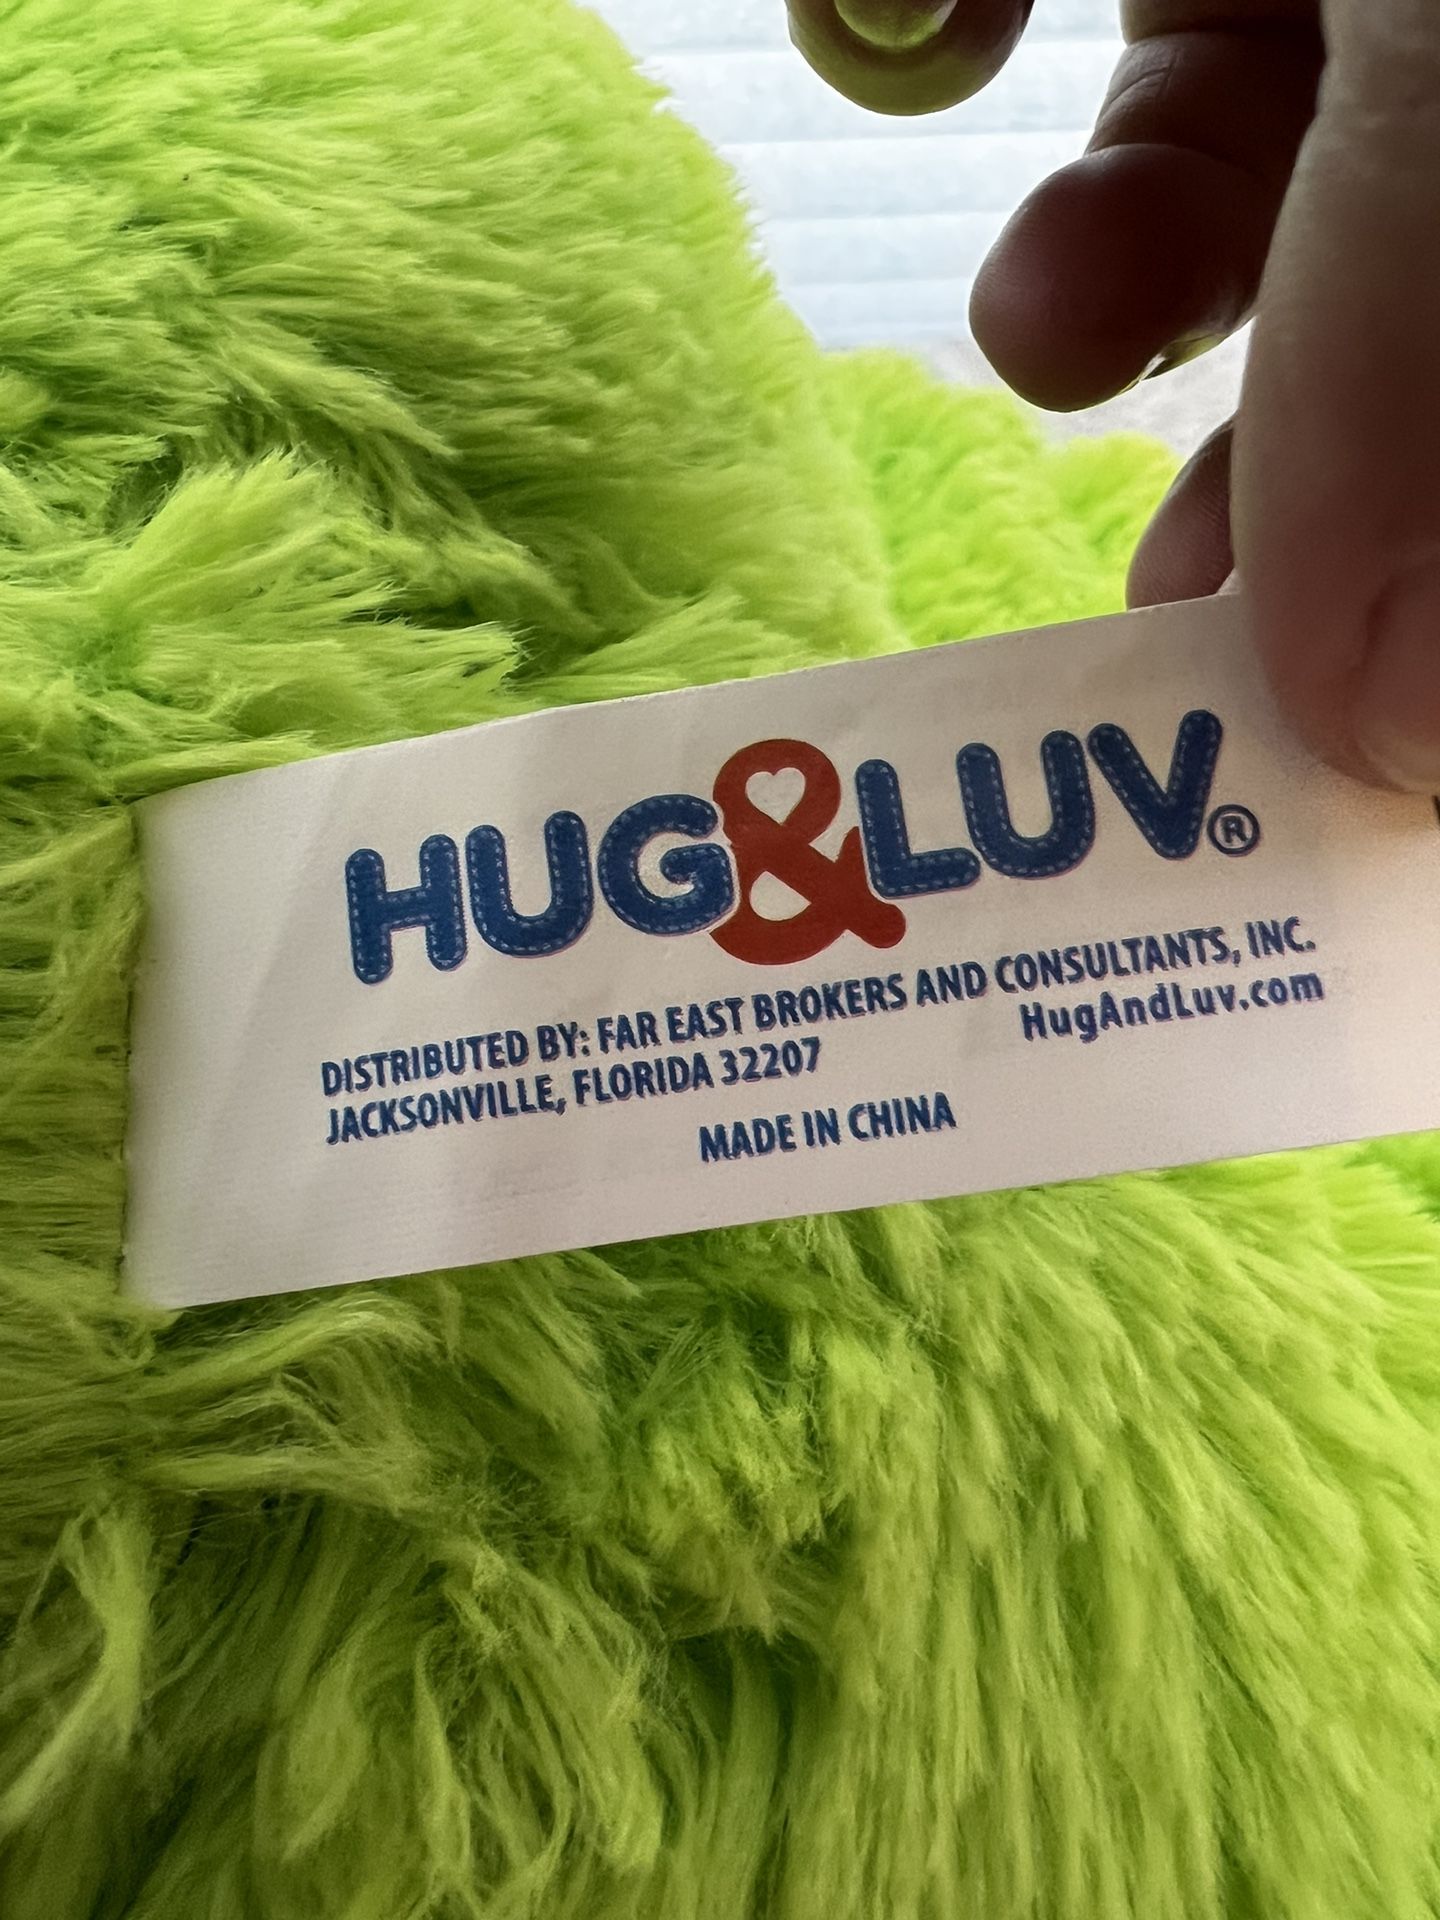 HUG&LUV®
DISTRIBUTED BY: FAR EAST BROKERS AND CONSULTANTS, INC.
JACKSONVILLE, FLORIDA 32207 HugAndLuv.com
MADE IN CHINA